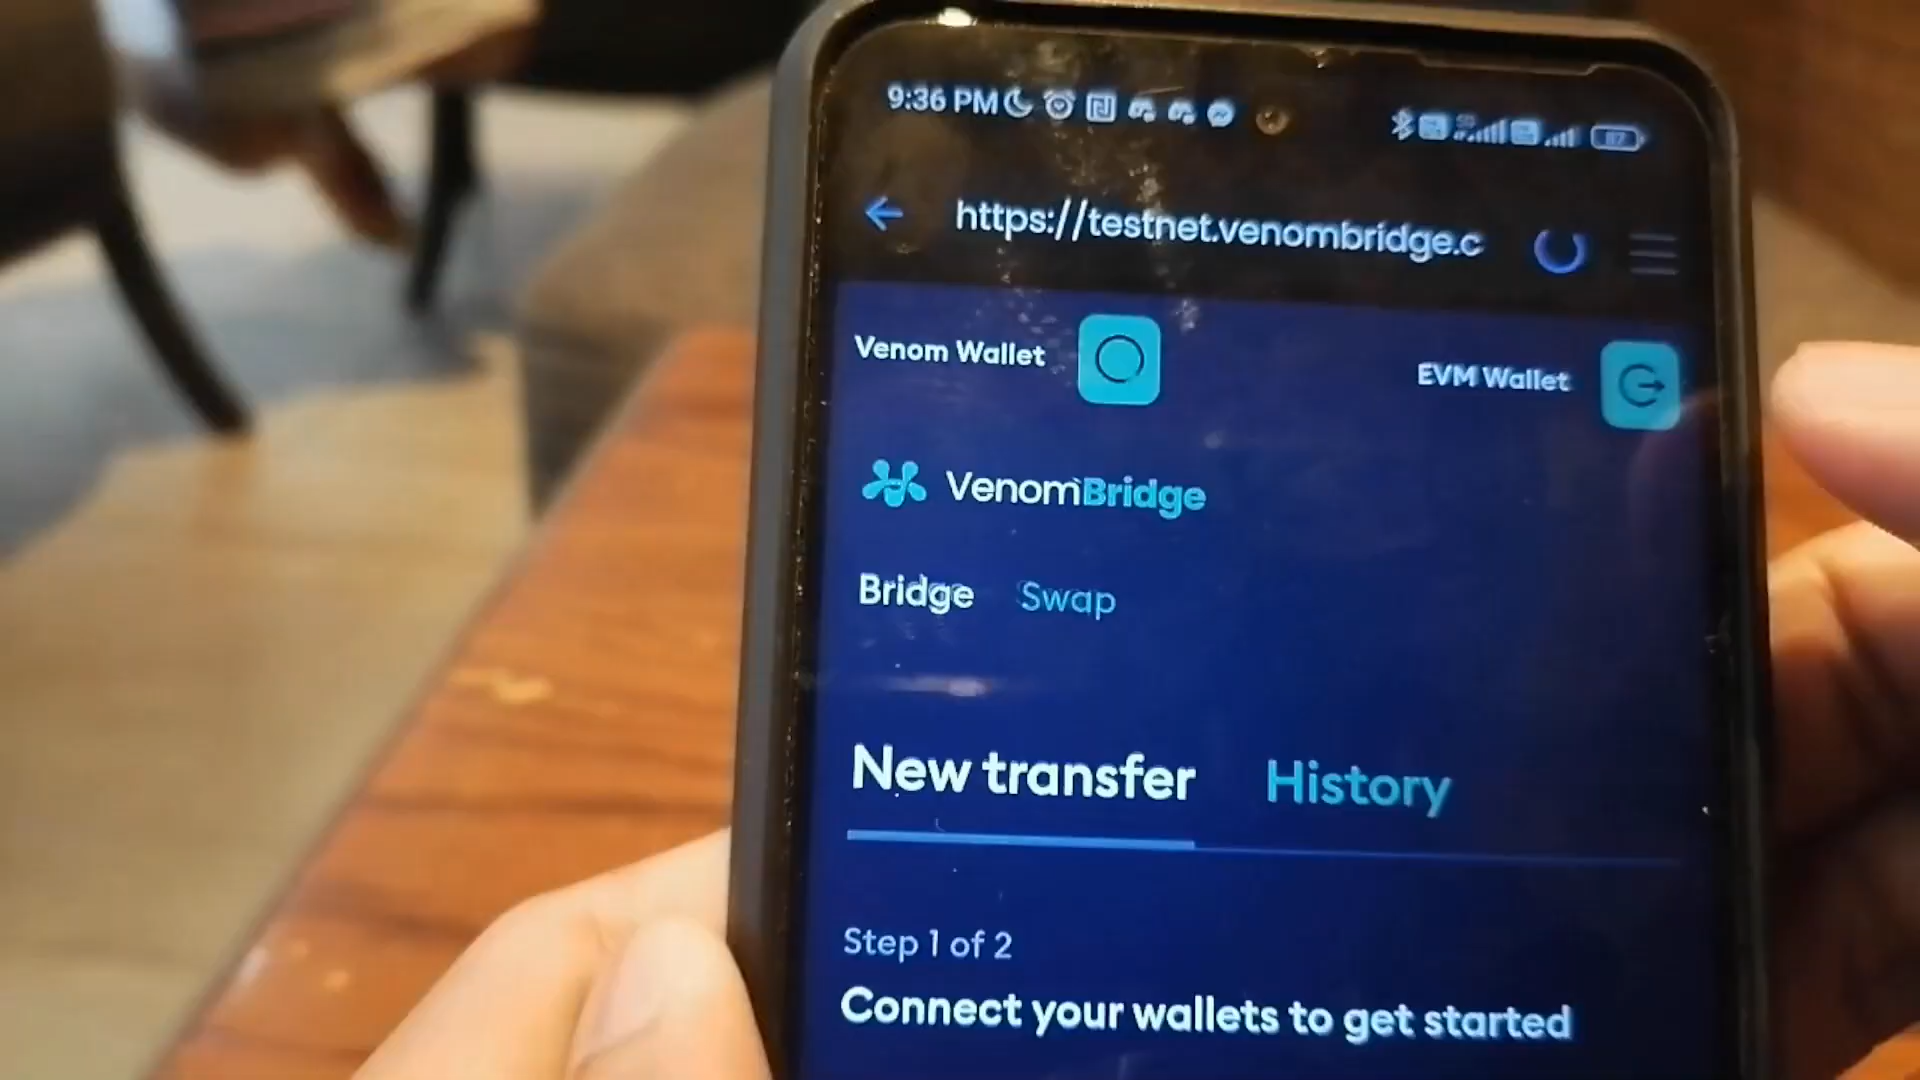 9:36 PM
https://testnet.venombridge.c
Venom Wallet
EVM Wallet
VenomBridge
Bridge Swap
New transfer History
Step 1 of 2
Connect your wallets to get started